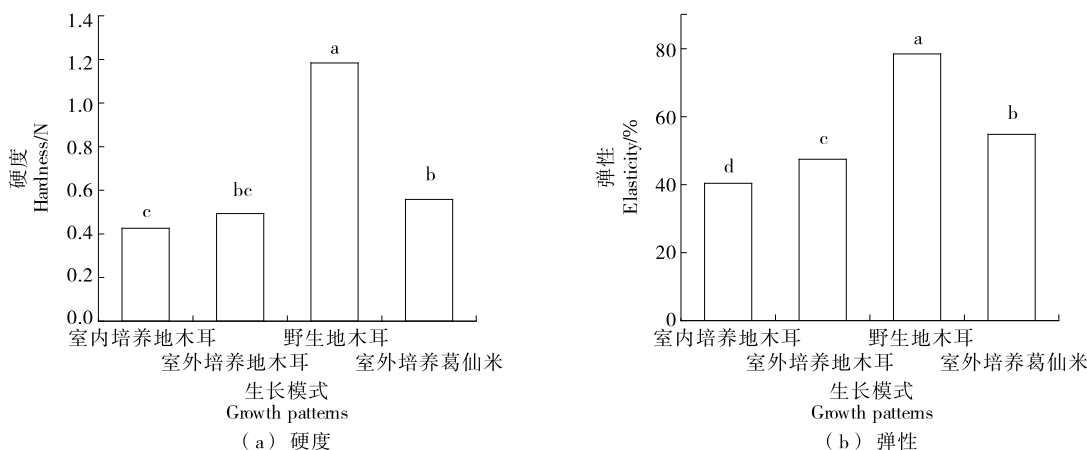 硬度
Hardness/N
1.4
1.2
1.0
0.8
0.6
0.4
0.2
0.0
c
bc
a
b
室内培养地木耳
野生地木耳
室外培养地木耳
室外培养葛仙米
生长模式
Growth patterns
(a) 硬度
弹性
Elasticity/%
80
60
40
20
0
d
c
a
b
室内培养地木耳
野生地木耳
室外培养地木耳
室外培养葛仙米
生长模式
Growth patterns
(b) 弹性